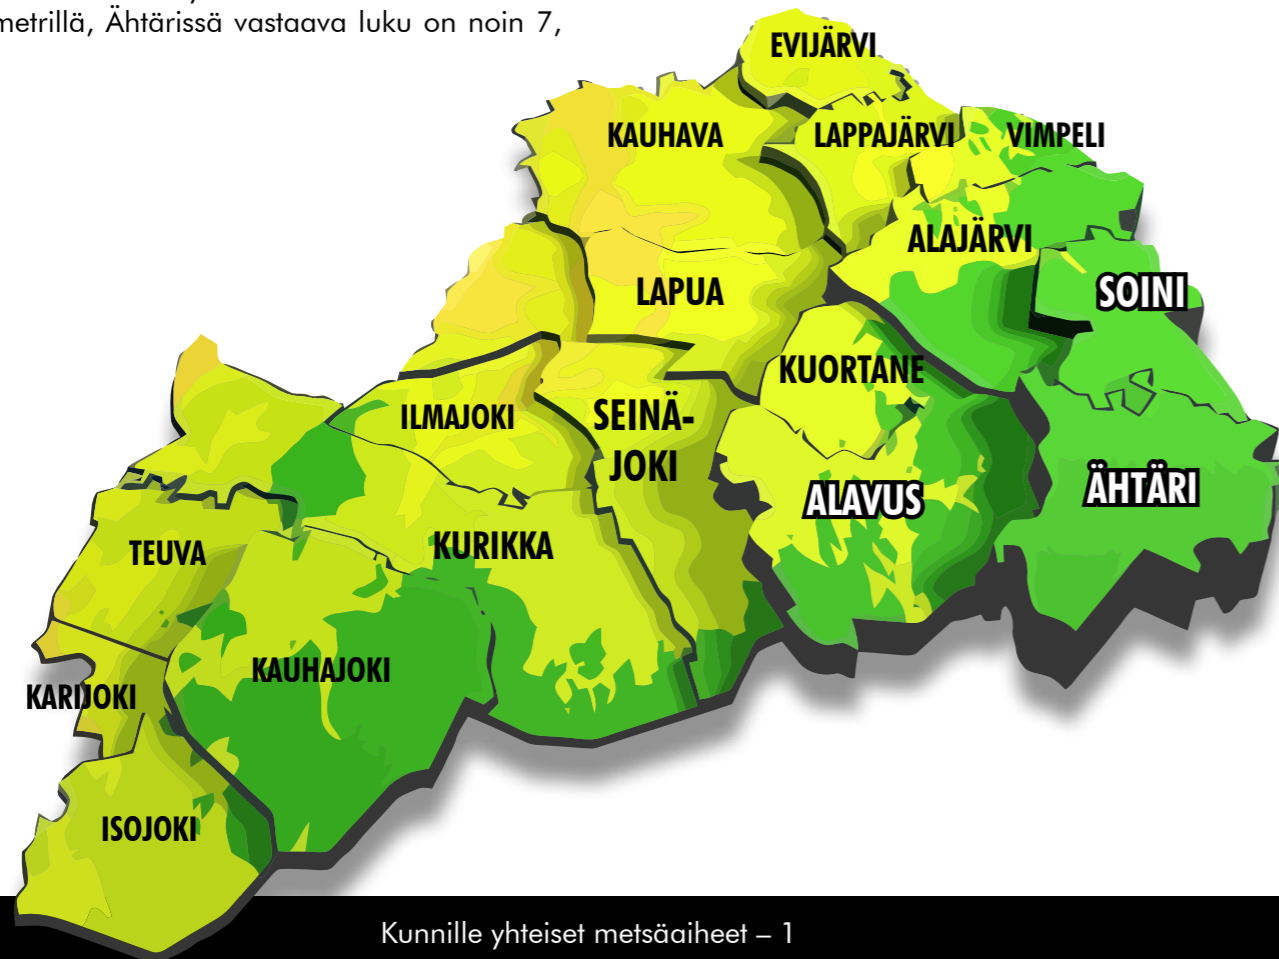 metrillä, Ähtärissä vastaava luku on noin 7,
EVIJÄRVI
KAUHAVA
LAPPAJÄRVI
VIMPELI
ALAJÄRVI
LAPUA
SOINI
KUORTANE
ILMAJOKI
SEINÄ-
JOKI
ALAVUS
ÄHTÄRI
TEUVA
KURIKKA
KAUHAJOKI
KARIJOKI
ISOJOKI
Kunnille yhteiset metsäaiheet – 1